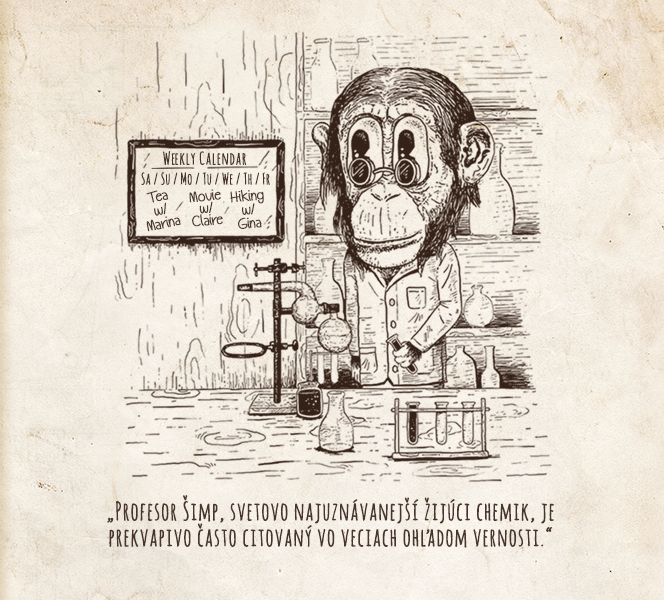 Weekly Calendar
Sa / Su / Mo / Tu / We / Th / Fr
Tea Movie Hiking
w/ w/ w/
Marina Claire Gina
„Profesor Šimp, svetovo najuznávanejší žijúci chemik, je
prekvapivo často citovaný vo veciach ohľadom vernosti.“